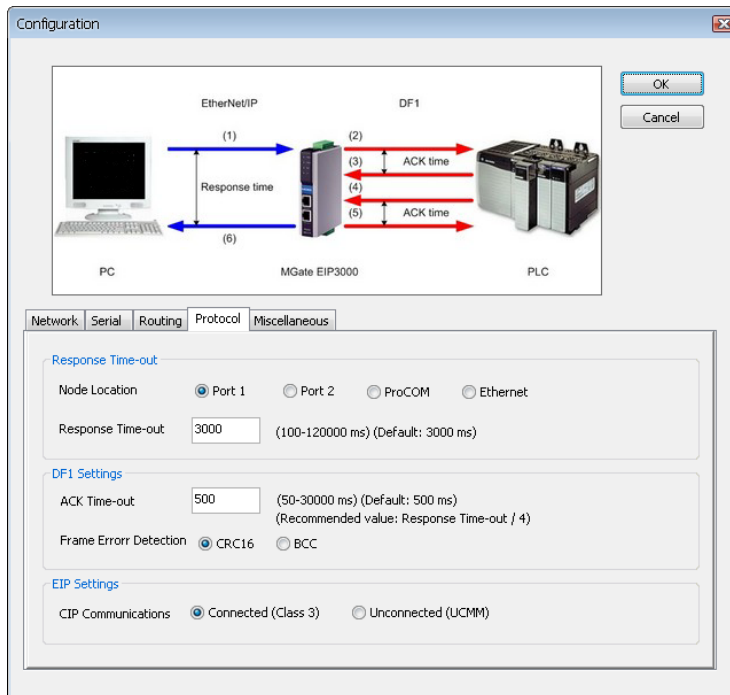 Configuration
OK
Cancel
EtherNet/IP DF1
(1) (2)
(3) ACK time
Response time (4)
(5) ACK time
(6)
PC MGate EIP3000 PLC
Network Serial Routing Protocol Miscellaneous
Response Time-out
Node Location Port 1 Port 2 ProCOM Ethernet
Response Time-out 3000 (100-120000 ms) (Default: 3000 ms)
DF1 Settings
ACK Time-out 500 (50-30000 ms) (Default: 500 ms)
(Recommended value: Response Time-out / 4)
Frame Errorr Detection CRC16 BCC
EIP Settings
CIP Communications Connected (Class 3) Unconnected (UCMM)